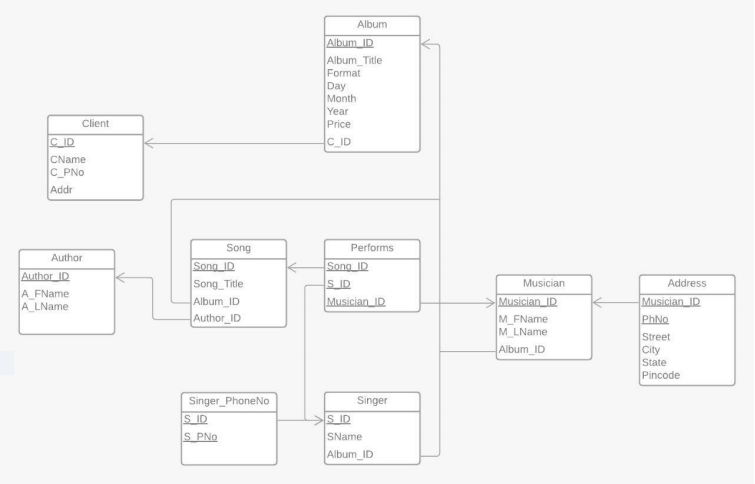 Album
Album_ID
Album_Title
Format
Day
Month
Year
Price
C_ID
Client
C_ID
CName
C_PNo
Addr
Author
Author_ID
A_FName
A_LName
Song
Song_ID
Song_Title
Album_ID
Author_ID
Performs
Song_ID
S_ID
Musician_ID
Musician
Musician_ID
M_FName
M_LName
Album_ID
Address
Musician_ID
PhNo
Street
City
State
Pincode
Singer_PhoneNo
S_ID
S_PNo
Singer
S_ID
SName
Album_ID